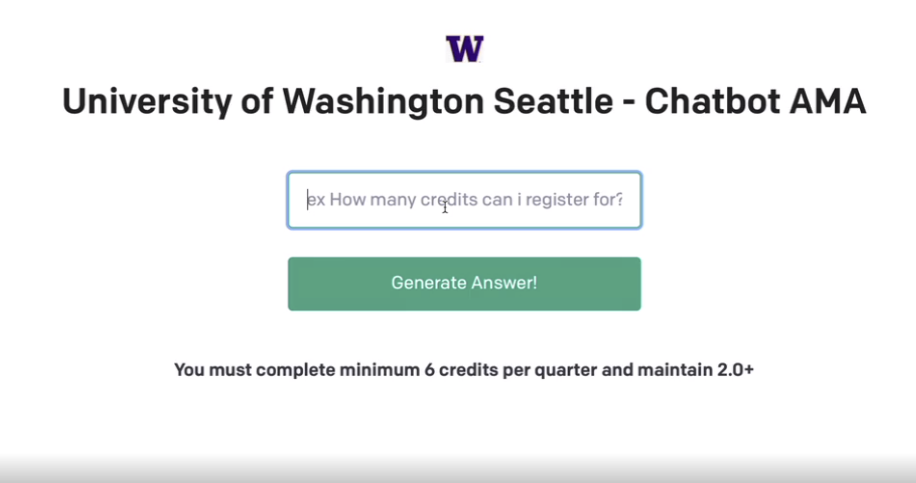 W
University of Washington Seattle - Chatbot AMA
ex How many credits can i register for?
Generate Answer!
You must complete minimum 6 credits per quarter and maintain 2.0+